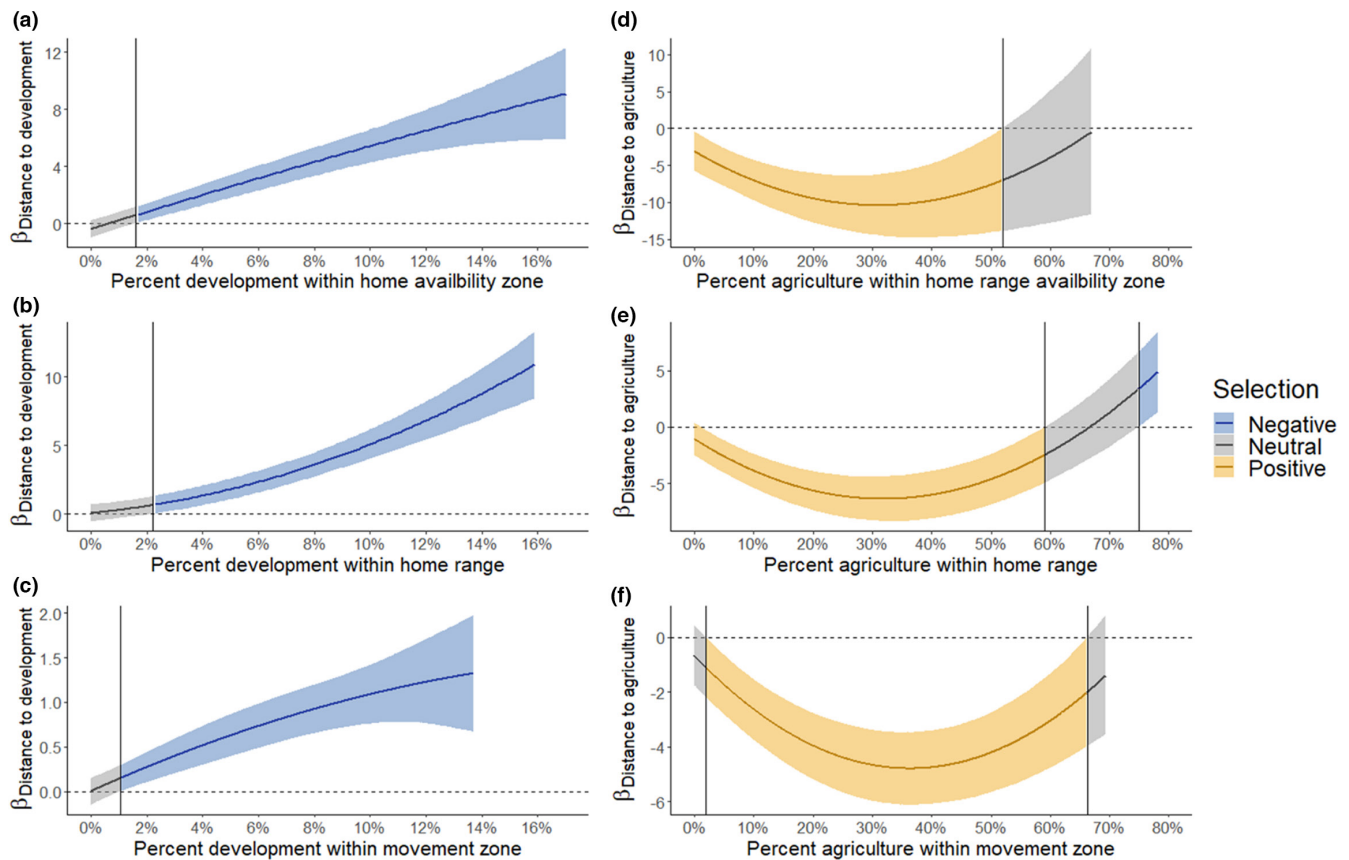 (a)
βDistance to development
12
8
4
0
0% 2% 4% 6% 8% 10% 12% 14% 16%
Percent development within home availbility zone
(b)
βDistance to development
10
5
0
0% 2% 4% 6% 8% 10% 12% 14% 16%
Percent development within home range
(c)
βDistance to development
2.0
1.5
1.0
0.5
0.0
0% 2% 4% 6% 8% 10% 12% 14% 16%
Percent development within movement zone
(d)
βDistance to agriculture
10
5
0
-5
-10
-15
0% 10% 20% 30% 40% 50% 60% 70% 80%
Percent agriculture within home range availbility zone
(e)
βDistance to agriculture
5
0
-5
0% 10% 20% 30% 40% 50% 60% 70% 80%
Percent agriculture within home range
(f)
βDistance to agriculture
0
-2
-4
-6
0% 10% 20% 30% 40% 50% 60% 70% 80%
Percent agriculture within movement zone
Selection
Negative
Neutral
Positive